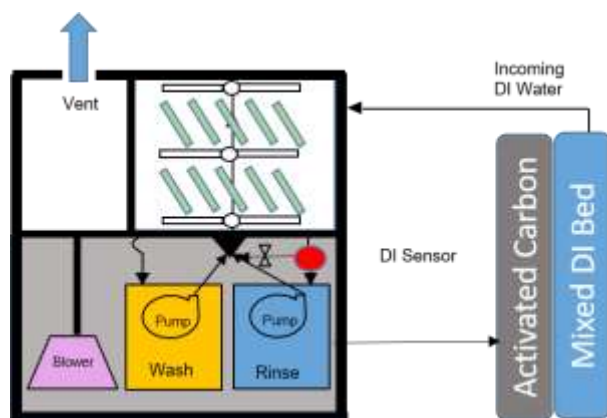 Vent
Incoming
DI Water
DI Sensor
Activated Carbon
Mixed DI Bed
Blower
Pump
Wash
Pump
Rinse